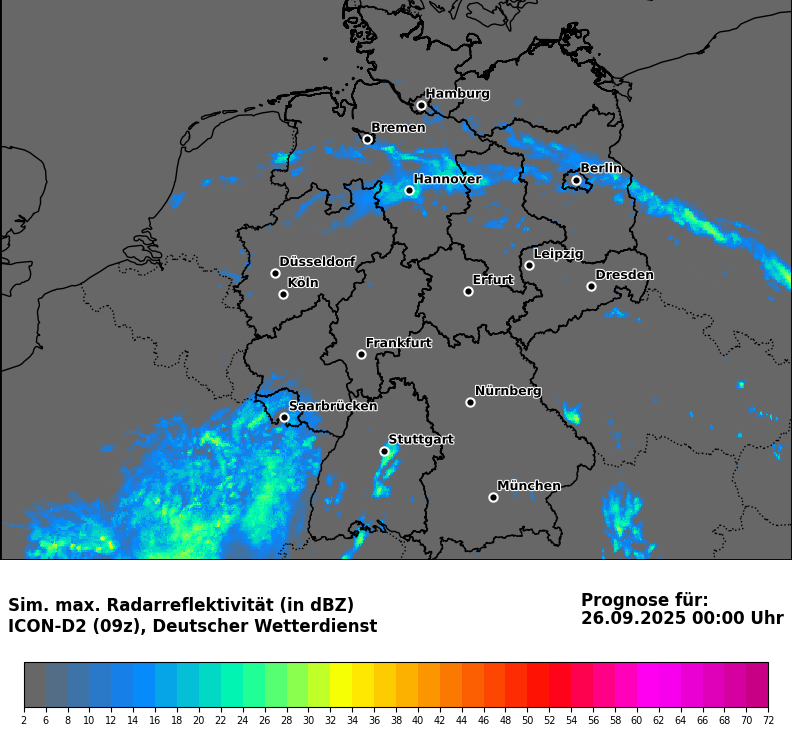 Hamburg
Bremen
Hannover
Berlin
Düsseldorf
Köln
Leipzig
Erfurt
Dresden
Frankfurt
Nürnberg
Saarbrücken
Stuttgart
München
Sim. max. Radarreflektivität (in dBZ)
ICON-D2 (09z), Deutscher Wetterdienst
Prognose für:
26.09.2025 00:00 Uhr
2 6 8 10 12 14 16 18 20 22 24 26 28 30 32 34 36 38 40 42 44 46 48 50 52 54 56 58 60 62 64 66 68 70 72